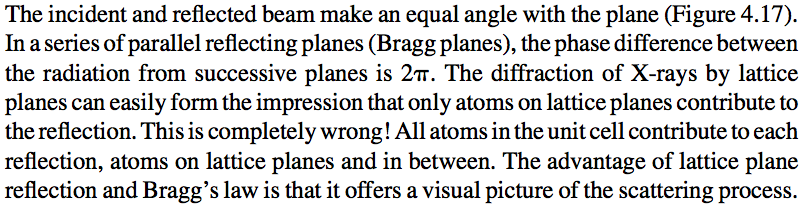 The incident and reflected beam make an equal angle with the plane (Figure 4.17).
In a series of parallel reflecting planes (Bragg planes), the phase difference between
the radiation from successive planes is 2π. The diffraction of X-rays by lattice
planes can easily form the impression that only atoms on lattice planes contribute to
the reflection. This is completely wrong! All atoms in the unit cell contribute to each
reflection, atoms on lattice planes and in between. The advantage of lattice plane
reflection and Bragg's law is that it offers a visual picture of the scattering process.